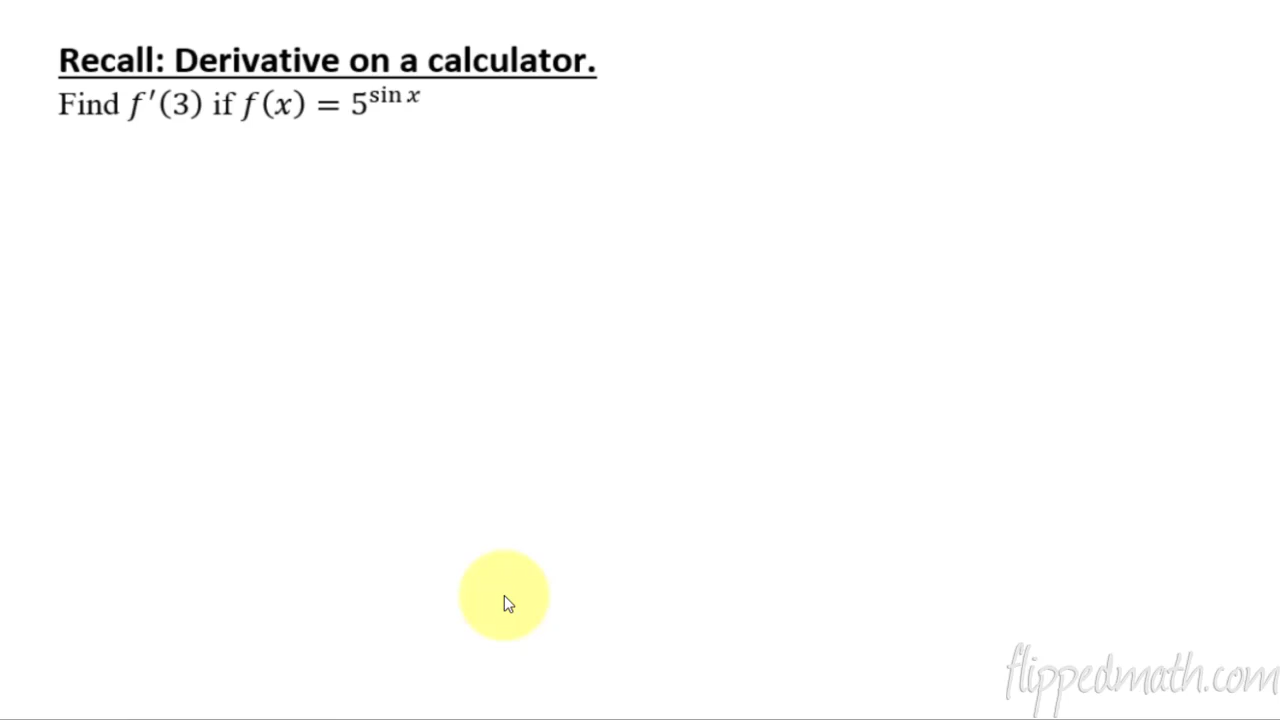 Recall: Derivative on a calculator.
Find f′(3) if f(x) = 5^{sin x}
flippedmath.com